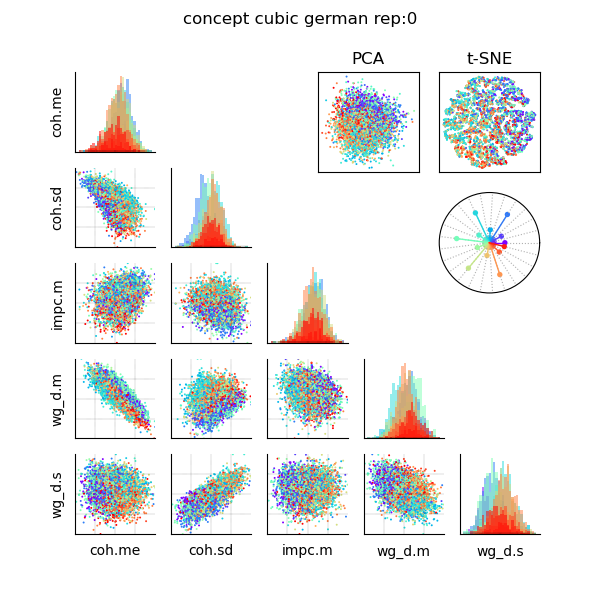 concept cubic german rep:0
PCA
t-SNE
coh.me
coh.sd
impc.m
wg_d.m
wg_d.s
coh.me
coh.sd
impc.m
wg_d.m
wg_d.s